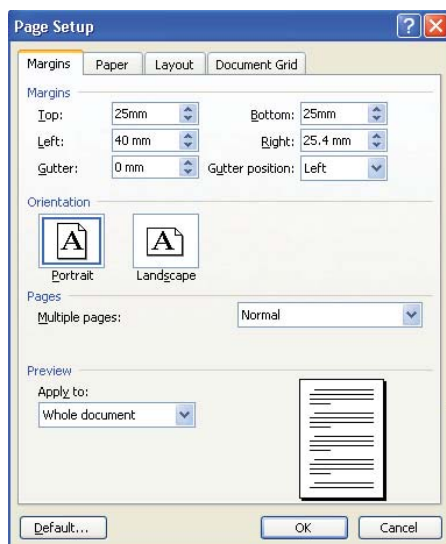 Page Setup
Margins Paper Layout Document Grid
Margins
Top: 25mm Bottom: 25mm
Left: 40 mm Right: 25.4 mm
Gutter: 0 mm Gutter position: Left
Orientation
A A
Portrait Landscape
Pages
Multiple pages: Normal
Preview
Apply to:
Whole document
Default... OK Cancel